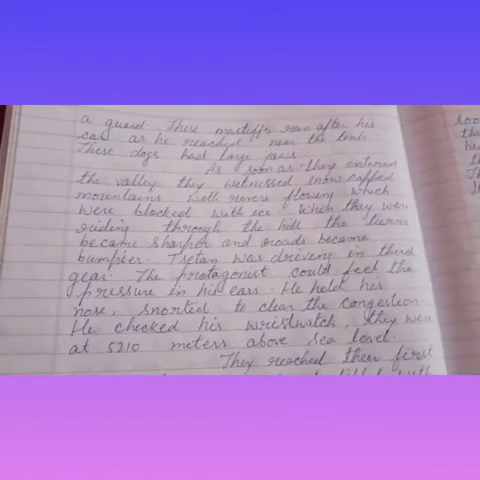 a guard. These mastiffs ran after his
car as he reached near the tents.
These dogs had large jaws.
As soon as they entered
the valley they witnessed snow capped
mountains with rivers flowing which
were blocked with ice. When they were
riding through the hill the turns
became sharper and roads became
bumpier. Tsetan was driving in third
gear. The protagonist could feel the
pressure in his ears. He held his
nose, snorted to clear the congestion.
He checked his wristwatch, they were
at 5210 meters above sea level.
They reached their first